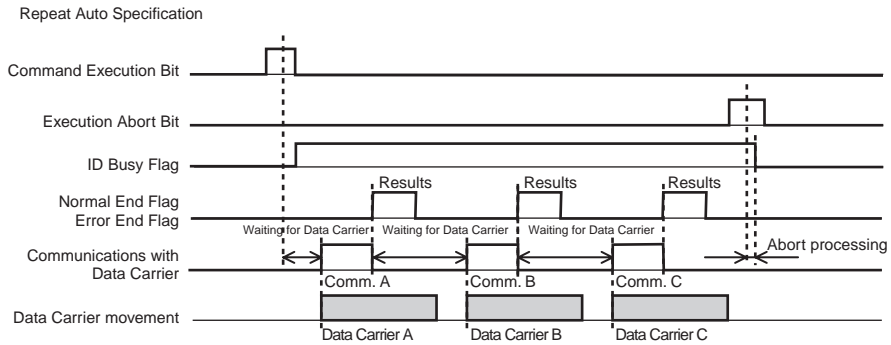 Repeat Auto Specification
Command Execution Bit
Execution Abort Bit
ID Busy Flag
Results Results Results
Normal End Flag
Error End Flag
Waiting for Data Carrier Waiting for Data Carrier Waiting for Data Carrier
Abort processing
Communications with
Data Carrier
Comm. A Comm. B Comm. C
Data Carrier movement
Data Carrier A Data Carrier B Data Carrier C